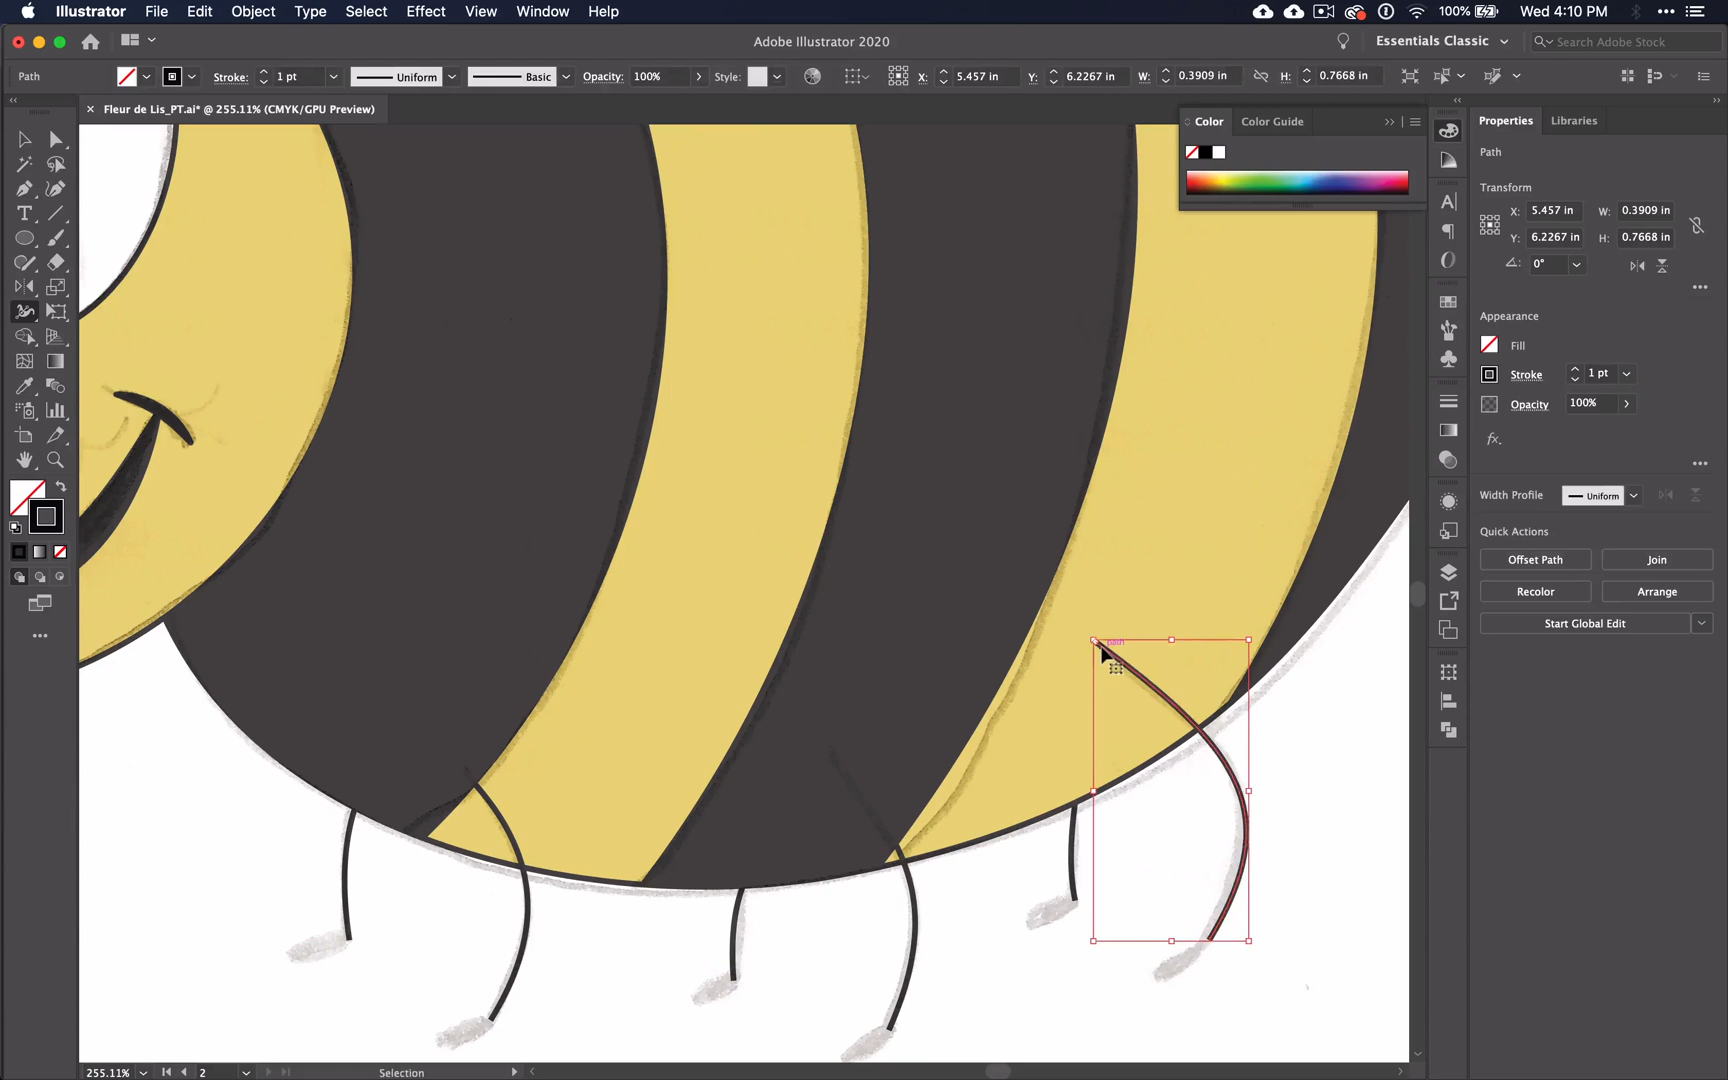 Illustrator File Edit Object Type Select Effect View Window Help 100% Wed 4:10 PM
Adobe Illustrator 2020 Essentials Classic Search Adobe Stock
Path Stroke: 1 pt Uniform Basic Opacity: 100% Style: X: 5.457 in Y: 6.2267 in W: 0.3909 in H: 0.7668 in
Fleur de Lis_PT.ai* @ 255.11% (CMYK/GPU Preview)
Color Color Guide
Properties Libraries
Path
Transform
X: 5.457 in W: 0.3909 in
Y: 6.2267 in H: 0.7668 in
0°
Appearance
Fill
Stroke 1 pt
Opacity 100%
fx.
Width Profile Uniform
Quick Actions
Offset Path Join
Recolor Arrange
Start Global Edit
path
255.11% 2 Selection